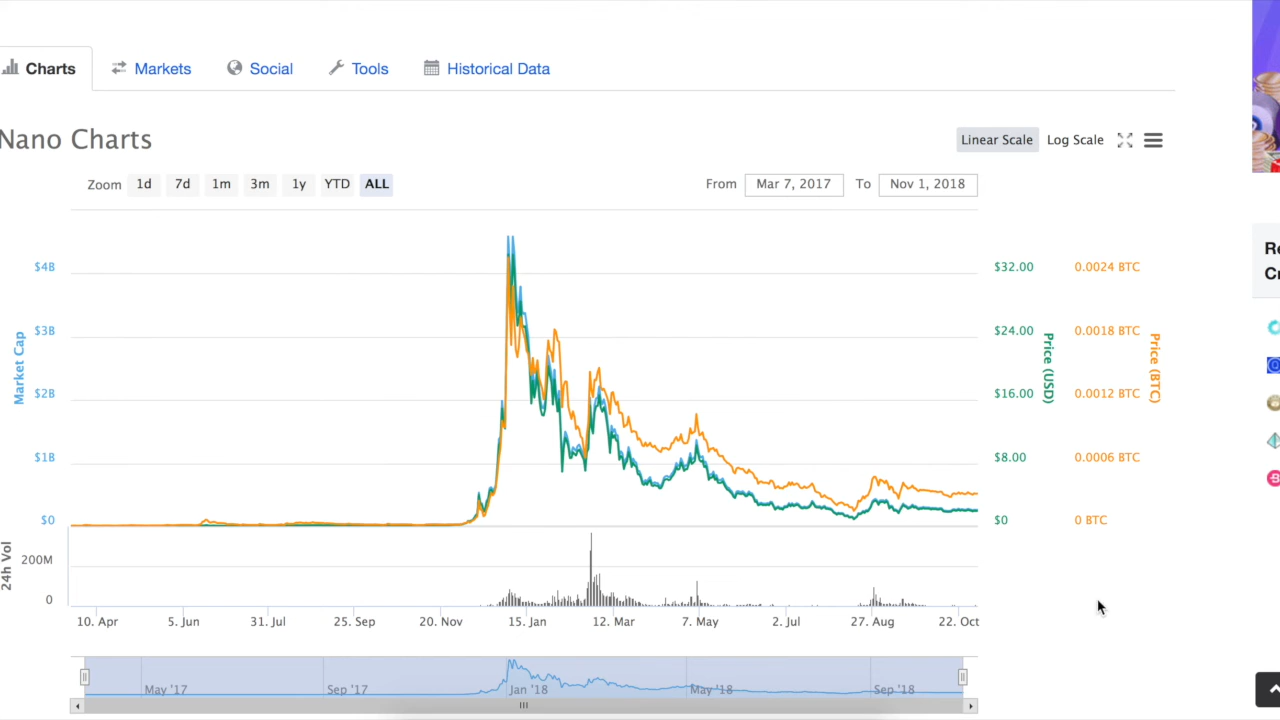 Charts Markets Social Tools Historical Data
Nano Charts
Linear Scale Log Scale
Zoom 1d 7d 1m 3m 1y YTD ALL From Mar 7, 2017 To Nov 1, 2018
$4B $32.00 0.0024 BTC
$3B $24.00 0.0018 BTC
$2B $16.00 0.0012 BTC
$1B $8.00 0.0006 BTC
$0 $0 0 BTC
Market Cap
Price (USD)
Price (BTC)
24h Vol
200M
0
10. Apr 5. Jun 31. Jul 25. Sep 20. Nov 15. Jan 12. Mar 7. May 2. Jul 27. Aug 22. Oct
May '17 Sep '17 Jan '18 May '18 Sep '18